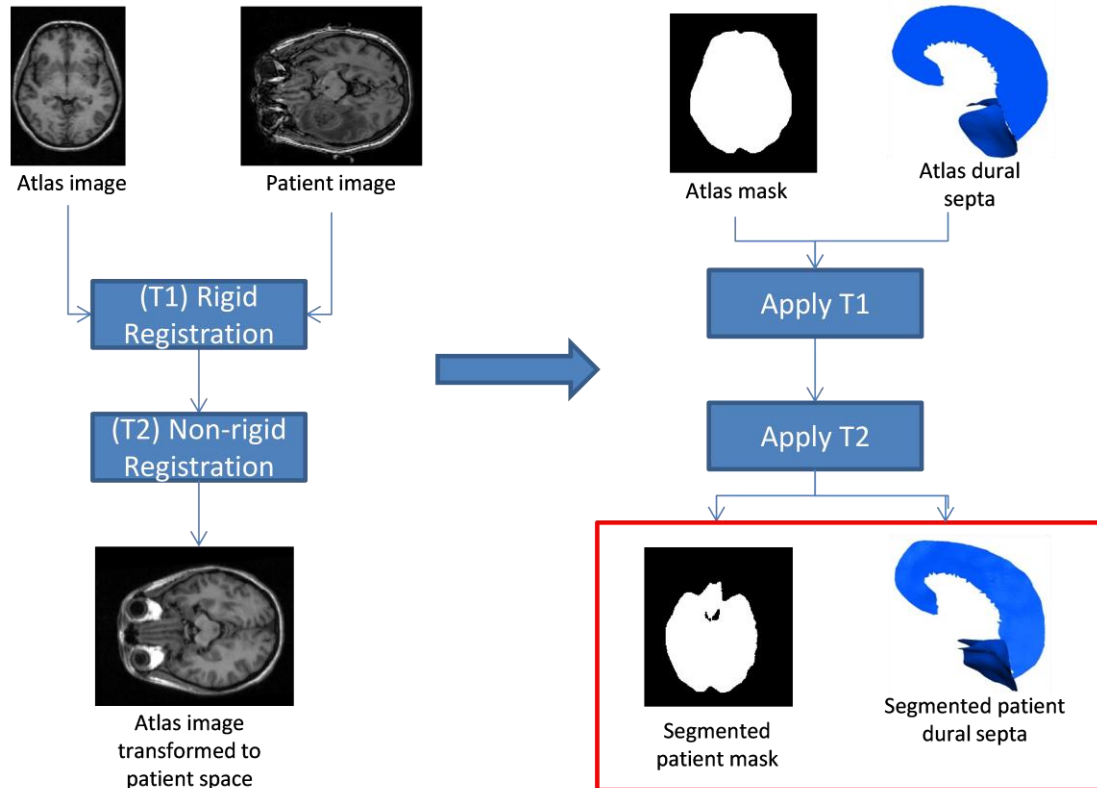 Atlas image
Patient image
(T1) Rigid
Registration
(T2) Non-rigid
Registration
Atlas image
transformed to
patient space
Atlas mask
Atlas dural
septa
Apply T1
Apply T2
Segmented
patient mask
Segmented patient
dural septa